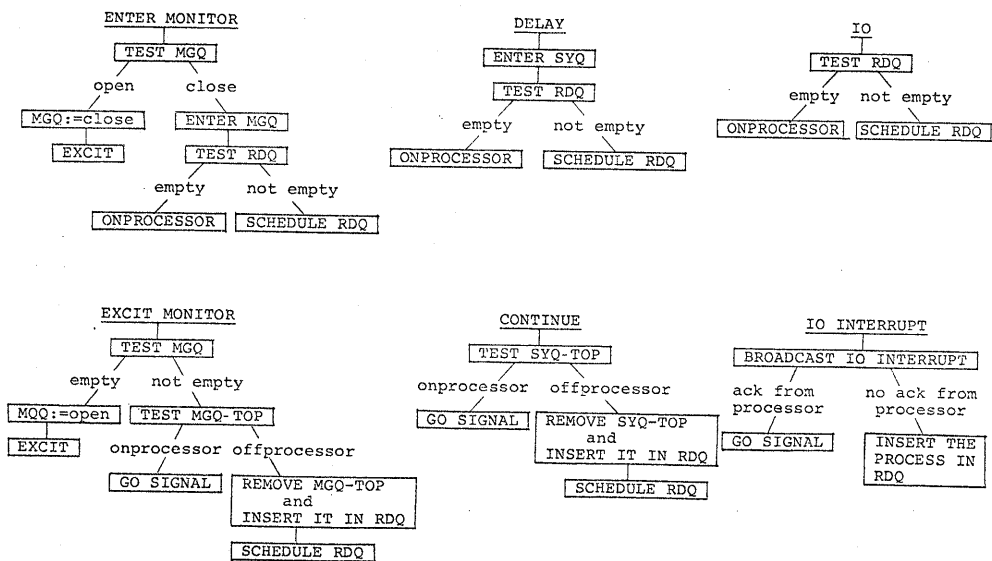 ENTER MONITOR
TEST MGQ
open close
MGQ:=close ENTER MGQ
EXCIT TEST RDQ
empty not empty
ONPROCESSOR SCHEDULE RDQ
DELAY
ENTER SYQ
TEST RDQ
empty not empty
ONPROCESSOR SCHEDULE RDQ
IO
TEST RDQ
empty not empty
ONPROCESSOR SCHEDULE RDQ
EXCIT MONITOR
TEST MGQ
empty not empty
MQQ:=open TEST MGQ-TOP
EXCIT onprocessor offprocessor
GO SIGNAL REMOVE MGQ-TOP
and
INSERT IT IN RDQ
SCHEDULE RDQ
CONTINUE
TEST SYQ-TOP
onprocessor offprocessor
GO SIGNAL REMOVE SYQ-TOP
and
INSERT IT IN RDQ
SCHEDULE RDQ
IO INTERRUPT
BROADCAST IO INTERRUPT
ack from no ack from
processor processor
GO SIGNAL INSERT THE
PROCESS IN
RDQ